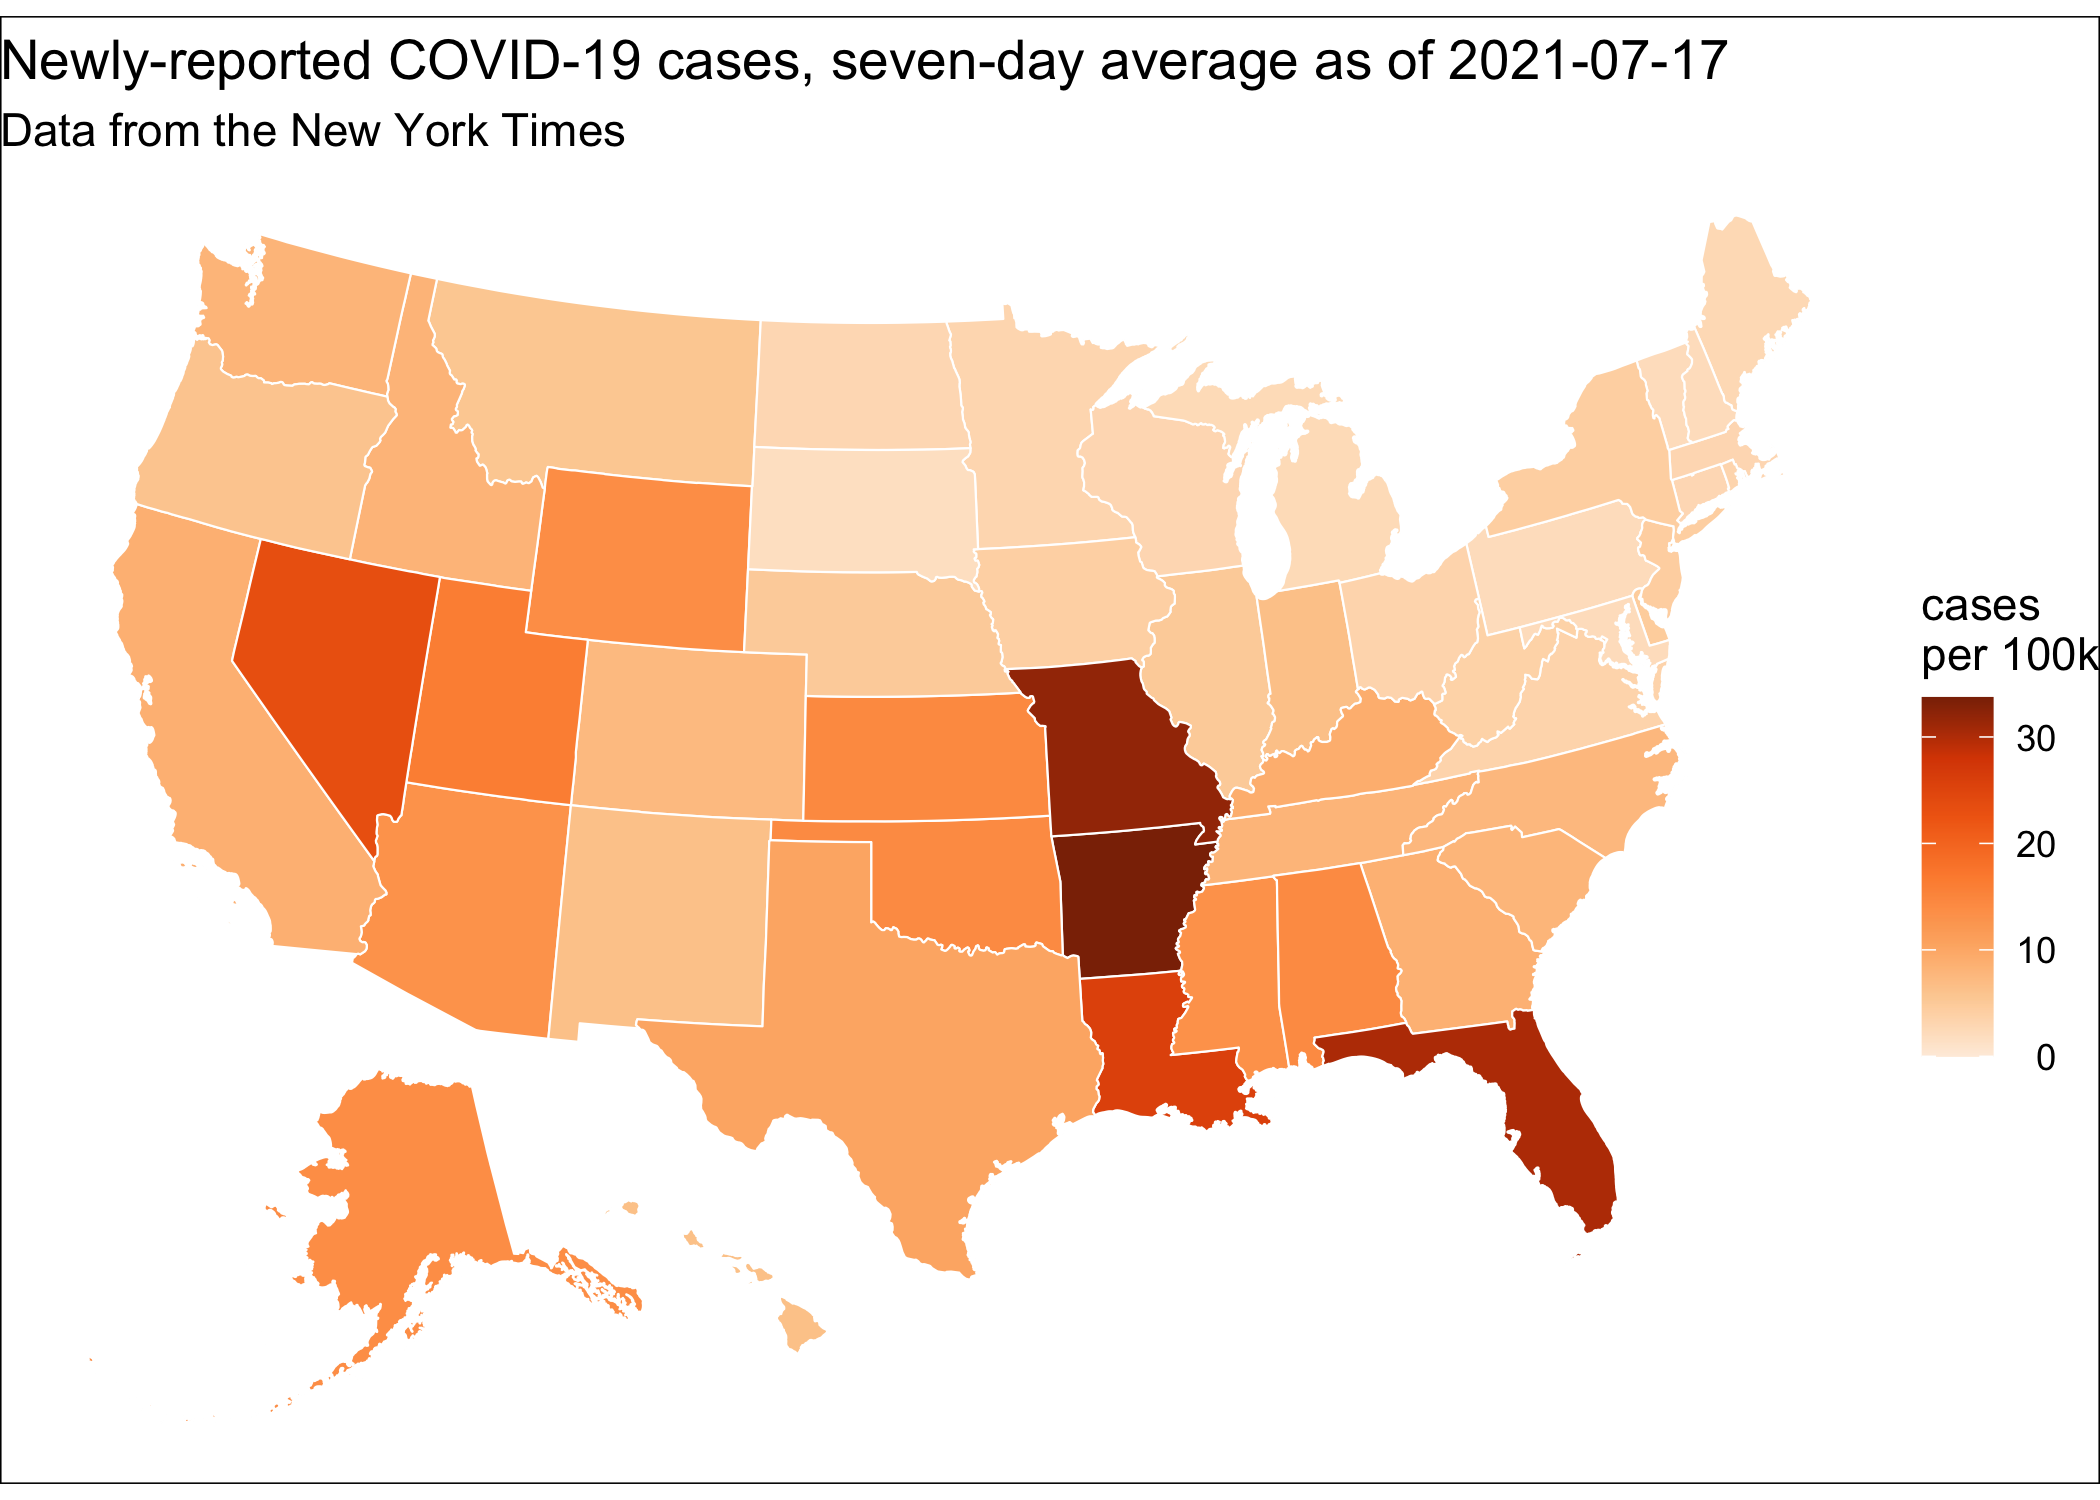 Newly-reported COVID-19 cases, seven-day average as of 2021-07-17
Data from the New York Times
cases
per 100k
30
20
10
0